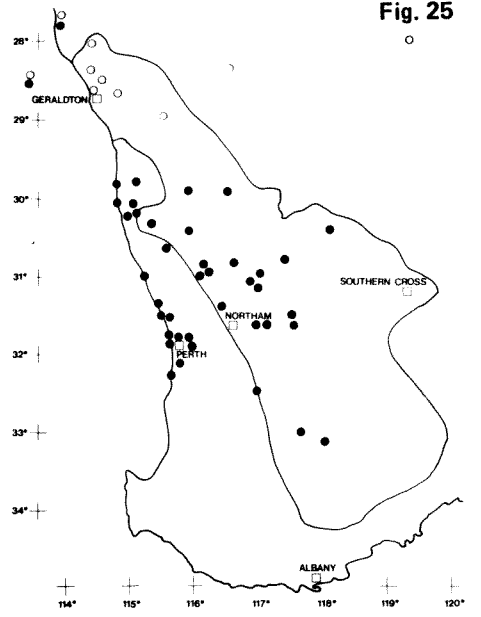 Fig. 25
28°
GERALDTON
29°
30°
31°
SOUTHERN CROSS
NORTHAM
32°
PERTH
33°
34°
ALBANY
114° 115° 116° 117° 118° 119° 120°